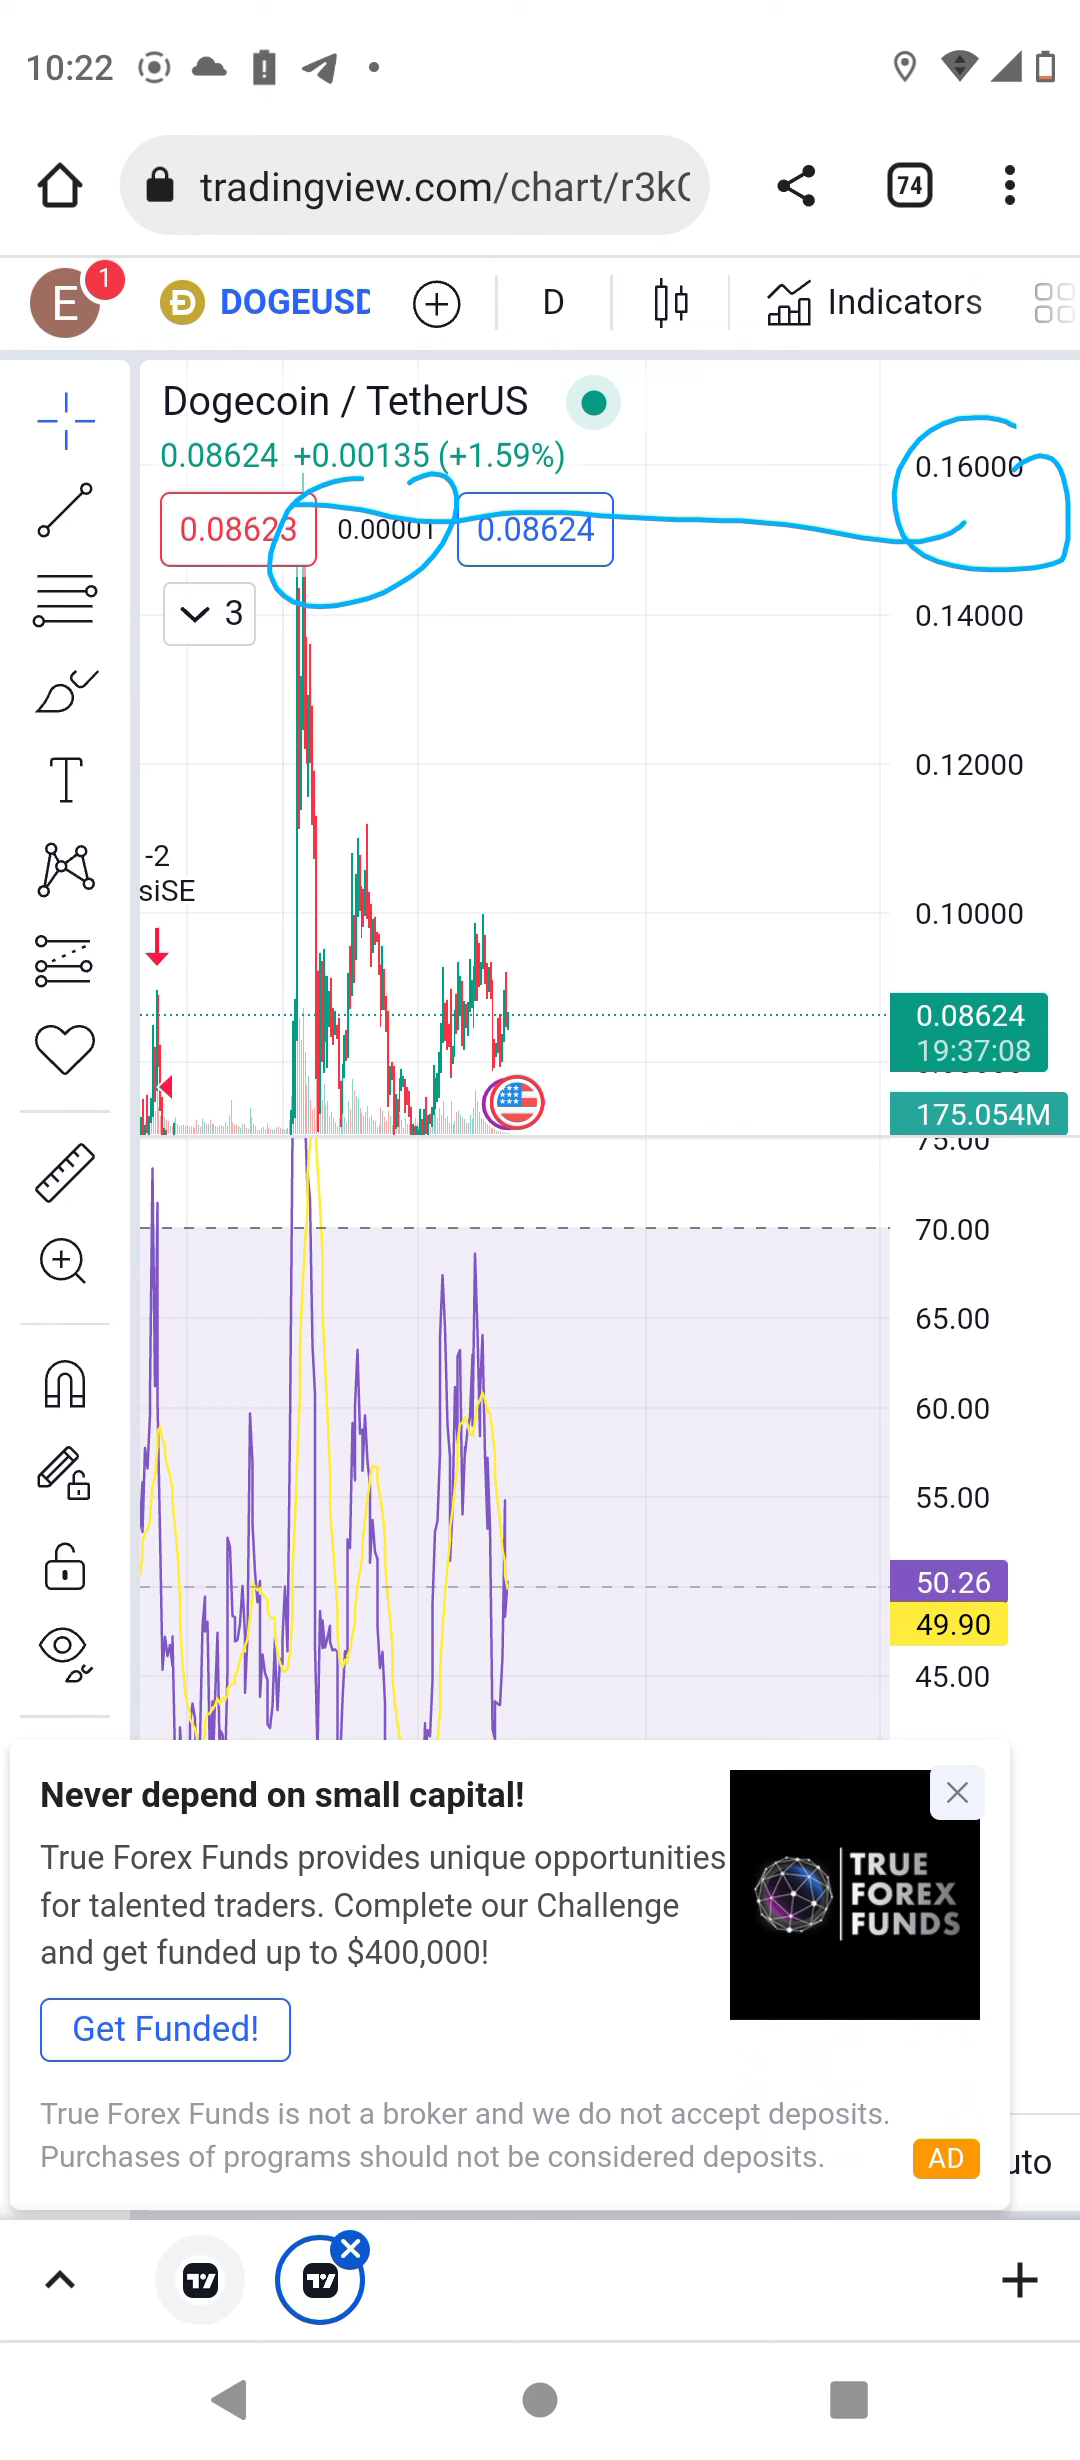 10:22
tradingview.com/chart/r3k
74
E
1
DOGEUSD
D
Indicators
Dogecoin / TetherUS
0.08624 +0.00135 (+1.59%)
0.16000
0.08623
0.00001
0.08624
3
0.14000
0.12000
-2
siSE
0.10000
0.08624
19:37:08
175.054M
75.00
70.00
65.00
60.00
55.00
50.26
49.90
45.00
Never depend on small capital!
True Forex Funds provides unique opportunities
for talented traders. Complete our Challenge
and get funded up to $400,000!
TRUE
FOREX
FUNDS
Get Funded!
True Forex Funds is not a broker and we do not accept deposits.
Purchases of programs should not be considered deposits.
AD
uto